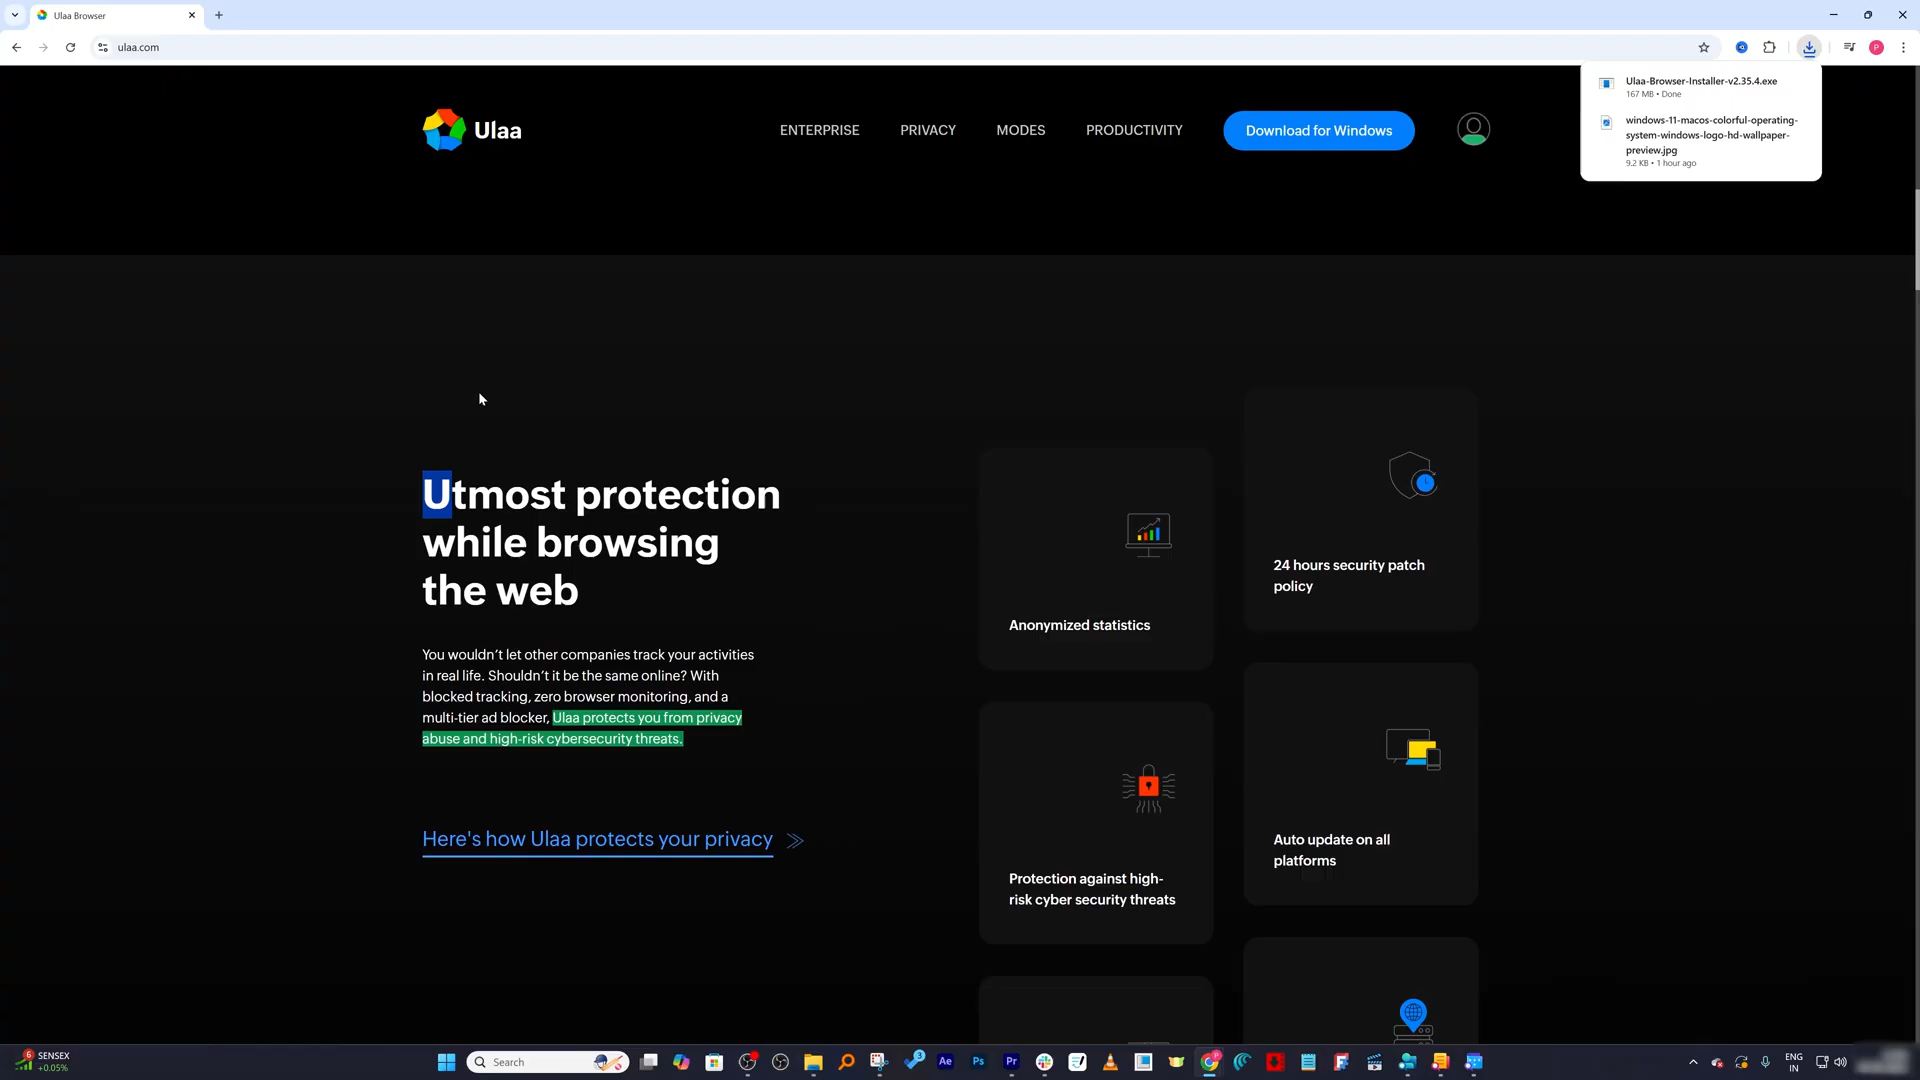 Ulaa Browser
ulaa.com
Ulaa-Browser-Installer-v2.35.4.exe
167 MB • Done
windows-11-macos-colorful-operating-
system-windows-logo-hd-wallpaper-
preview.jpg
9.2 KB • 1 hour ago
P
Ulaa
ENTERPRISE
PRIVACY
MODES
PRODUCTIVITY
Download for Windows
Utmost protection
while browsing
the web
You wouldn't let other companies track your activities
in real life. Shouldn't it be the same online? With
blocked tracking, zero browser monitoring, and a
multi-tier ad blocker, Ulaa protects you from privacy
abuse and high-risk cybersecurity threats.
Here's how Ulaa protects your privacy
Anonymized statistics
24 hours security patch
policy
Protection against high-
risk cyber security threats
Auto update on all
platforms
6
SENSEX
+0.05%
Search
3
Ae
Ps
Pr
ENG
IN